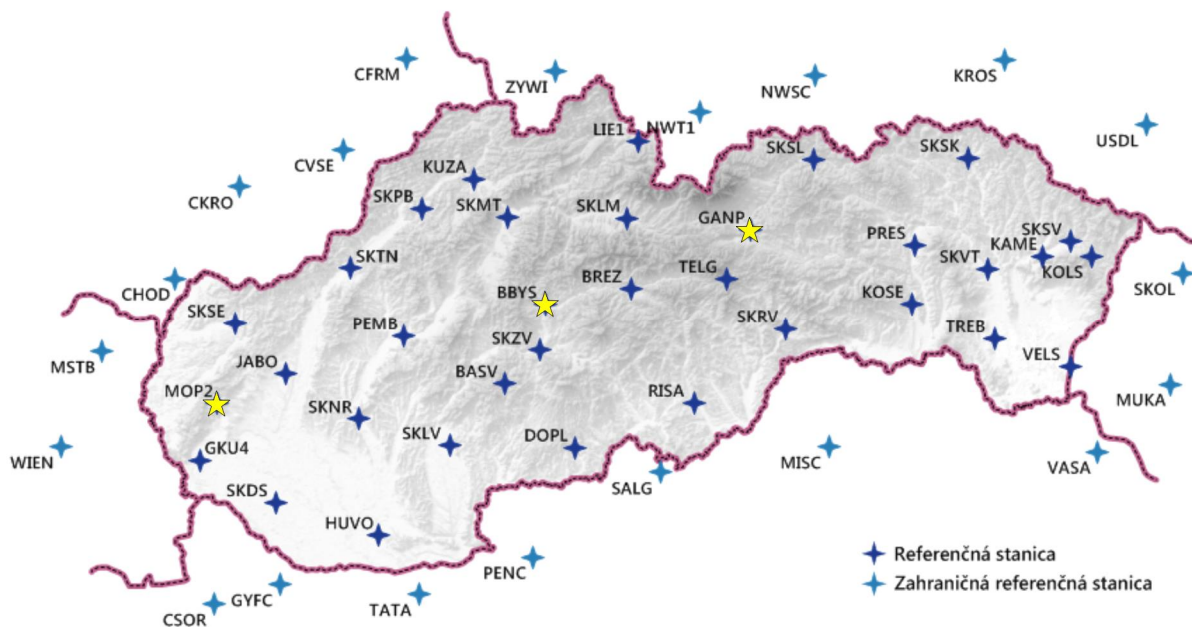 CFRM
ZYWI
NWSC
KROS
USDL
LIE1
NWT1
CVSE
KUZA
SKSL
SKSK
CKRO
SKPB
SKMT
SKLM
GANP
PRES
SKSV
KAME
SKVT
KOLS
SKTN
CHOD
BBYS
BREZ
TELG
SKOL
SKSE
PEMB
SKZV
SKRV
KOSE
TREB
MSTB
JABO
BASV
VELS
MOP2
RISA
MUKA
SKNR
SKLV
DOPL
WIEN
GKU4
MISC
VASA
SALG
SKDS
HUVO
PENC
Referenčná stanica
Zahraničná referenčná stanica
CSOR
GYFC
TATA